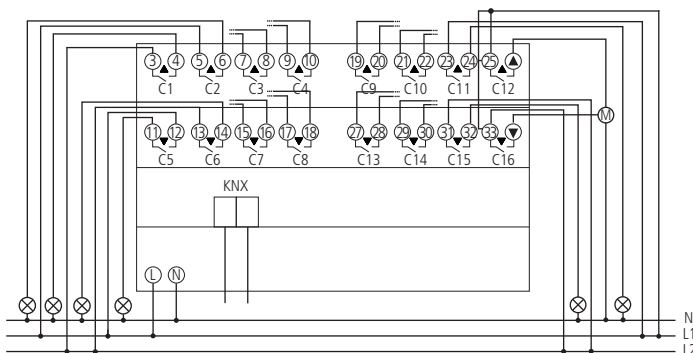 3 4 5 6 7 8 9 10 19 20 21 22 23 24 25
C1 C2 C3 C4 C9 C10 C11 C12
11 12 13 14 15 16 17 18 27 28 29 30 31 32 33 M
C5 C6 C7 C8 C13 C14 C15 C16
KNX
L N
N
L1
L2